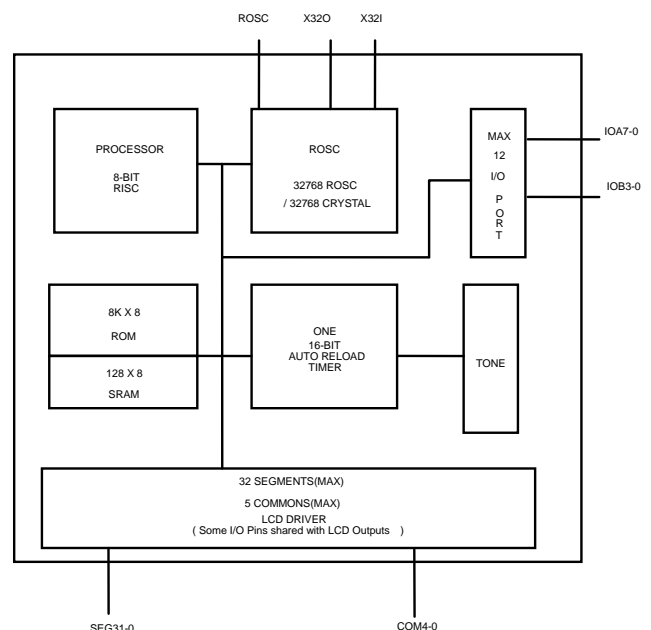 ROSC X32O X32I
PROCESSOR
8-BIT
RISC
ROSC
32768 ROSC
/ 32768 CRYSTAL
MAX
12
I/O
P
O
R
T
IOA7-0
IOB3-0
8K X 8
ROM
128 X 8
SRAM
ONE
16-BIT
AUTO RELOAD
TIMER
TONE
32 SEGMENTS(MAX)
5 COMMONS(MAX)
LCD DRIVER
( Some I/O Pins shared with LCD Outputs )
SEG31-0
COM4-0